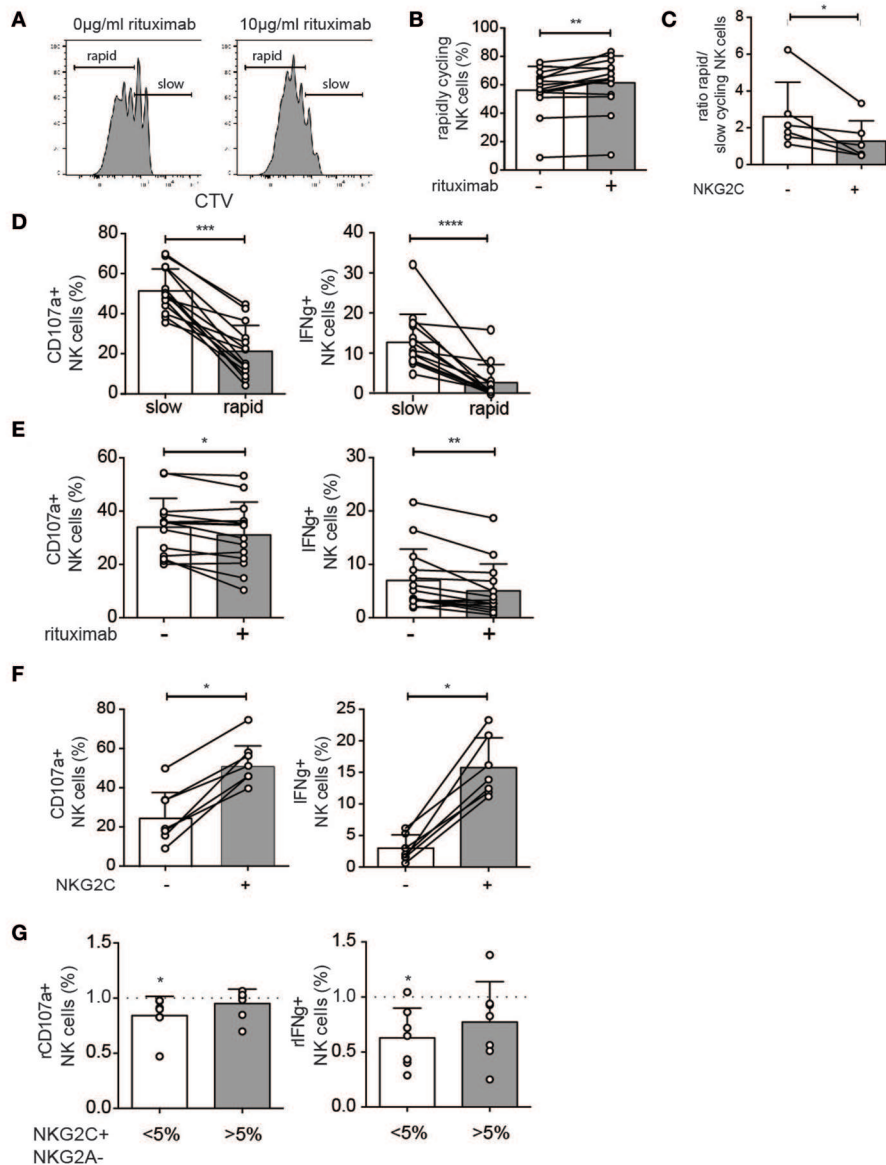 A
0µg/ml rituximab
10µg/ml rituximab
rapid
slow
rapid
slow
CTV
B
**
rapidly cycling
NK cells (%)
100
80
60
40
20
0
rituximab
-
+
C
*
ratio rapid/
slow cycling NK cells
8
6
4
2
0
NKG2C
-
+
D
***
CD107a+
NK cells (%)
80
60
40
20
0
slow
rapid
****
IFNg+
NK cells (%)
40
30
20
10
0
slow
rapid
E
*
CD107a+
NK cells (%)
60
40
20
0
rituximab
-
+
**
IFNg+
NK cells (%)
30
20
10
0
-
+
F
*
CD107a+
NK cells (%)
80
60
40
20
0
NKG2C
-
+
*
IFNg+
NK cells (%)
25
20
15
10
5
0
-
+
G
*
rCD107a+
NK cells (%)
1.5
1.0
0.5
0.0
NKG2C+
NKG2A-
<5%
>5%
*
rIFNg+
NK cells (%)
1.5
1.0
0.5
0.0
<5%
>5%